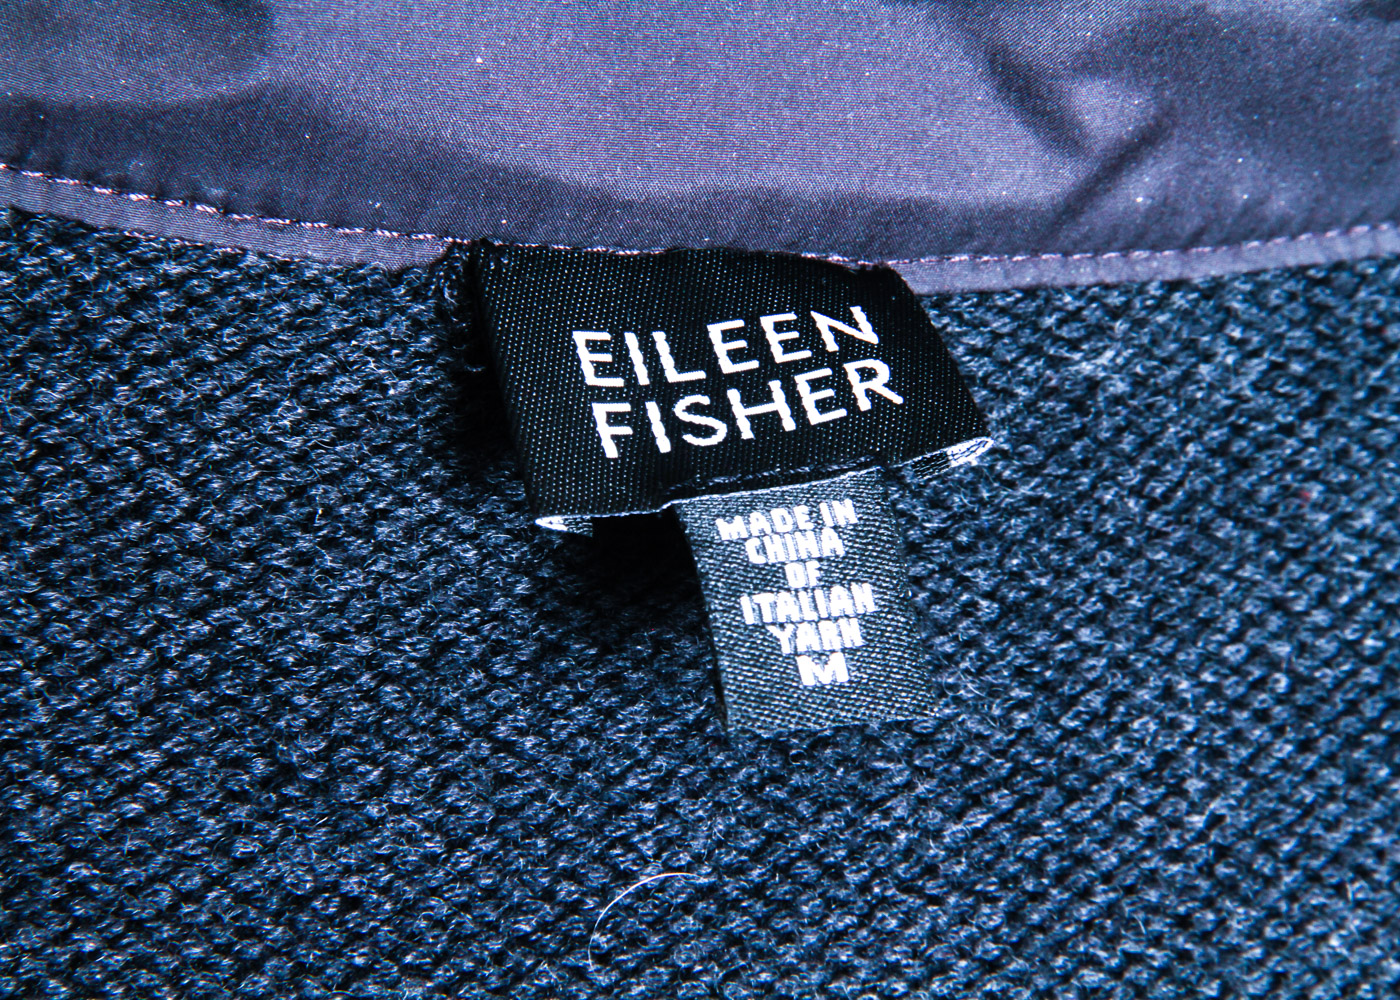 EILEEN
FISHER
MADE IN
CHINA
OF
ITALIAN
YARN
M